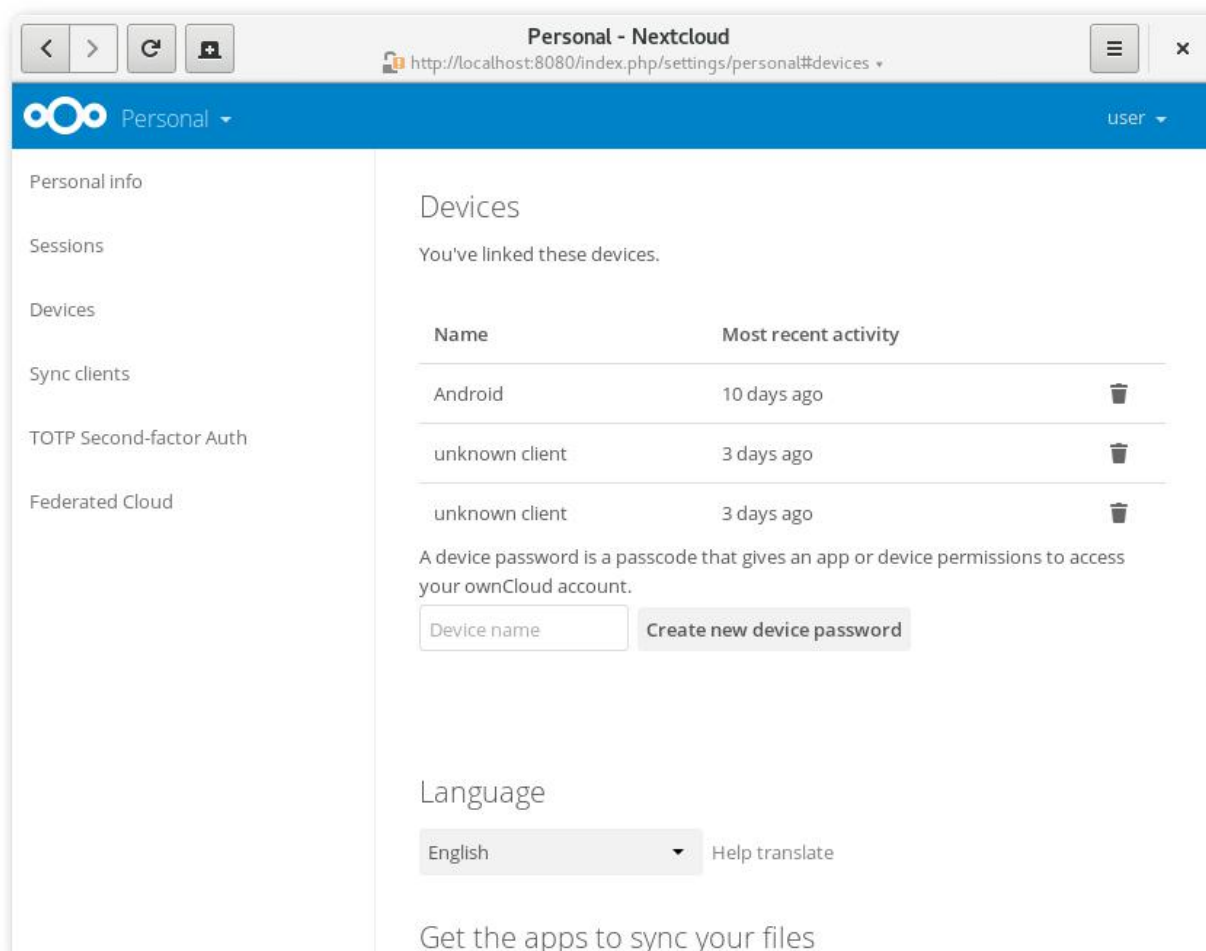 Personal - Nextcloud
http://localhost:8080/index.php/settings/personal#devices
Personal
user
Personal info
Sessions
Devices
Sync clients
TOTP Second-factor Auth
Federated Cloud
Devices
You've linked these devices.
Name Most recent activity
Android 10 days ago
unknown client 3 days ago
unknown client 3 days ago
A device password is a passcode that gives an app or device permissions to access
your ownCloud account.
Device name Create new device password
Language
English Help translate
Get the apps to sync your files